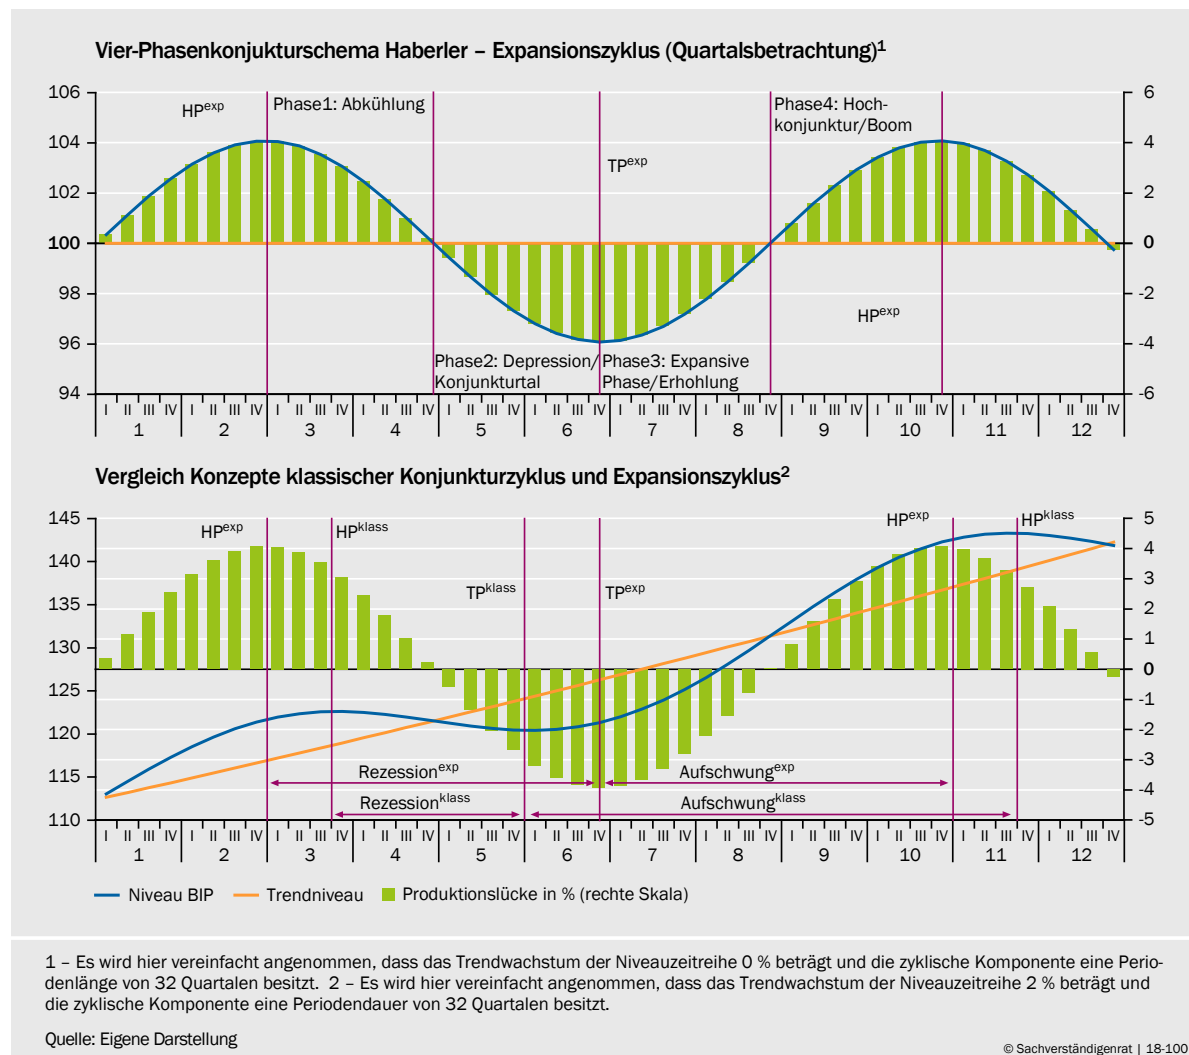 Vier-Phasenkonjukturschema Haberler – Expansionszyklus (Quartalsbetrachtung)1
106 6
HPexp Phase1: Abkühlung Phase4: Hoch-
konjunktur/Boom
104 4
TPexp
102 2
100 0
98 -2
HPexp
96 -4
Phase2: Depression/ Phase3: Expansive
Konjunkturtal Phase/Erhohlung
94 -6
I II III IV I II III IV I II III IV I II III IV I II III IV I II III IV I II III IV I II III IV I II III IV I II III IV I II III IV I II III IV
1 2 3 4 5 6 7 8 9 10 11 12
Vergleich Konzepte klassischer Konjunkturzyklus und Expansionszyklus2
145 5
HPexp HPklass HPexp HPklass
140 4
135 3
TPklass TPexp
2
130 1
0
125 -1
120 -2
-3
Rezessionexp Aufschwungexp
115 -4
Rezessionklass Aufschwungklass
110 -5
I II III IV I II III IV I II III IV I II III IV I II III IV I II III IV I II III IV I II III IV I II III IV I II III IV I II III IV I II III IV
1 2 3 4 5 6 7 8 9 10 11 12
Niveau BIP Trendniveau Produktionslücke in % (rechte Skala)
1 – Es wird hier vereinfacht angenommen, dass das Trendwachstum der Niveauzeitreihe 0 % beträgt und die zyklische Komponente eine Perio-
denlänge von 32 Quartalen besitzt. 2 – Es wird hier vereinfacht angenommen, dass das Trendwachstum der Niveauzeitreihe 2 % beträgt und
die zyklische Komponente eine Periodendauer von 32 Quartalen besitzt.
Quelle: Eigene Darstellung
© Sachverständigenrat | 18-100